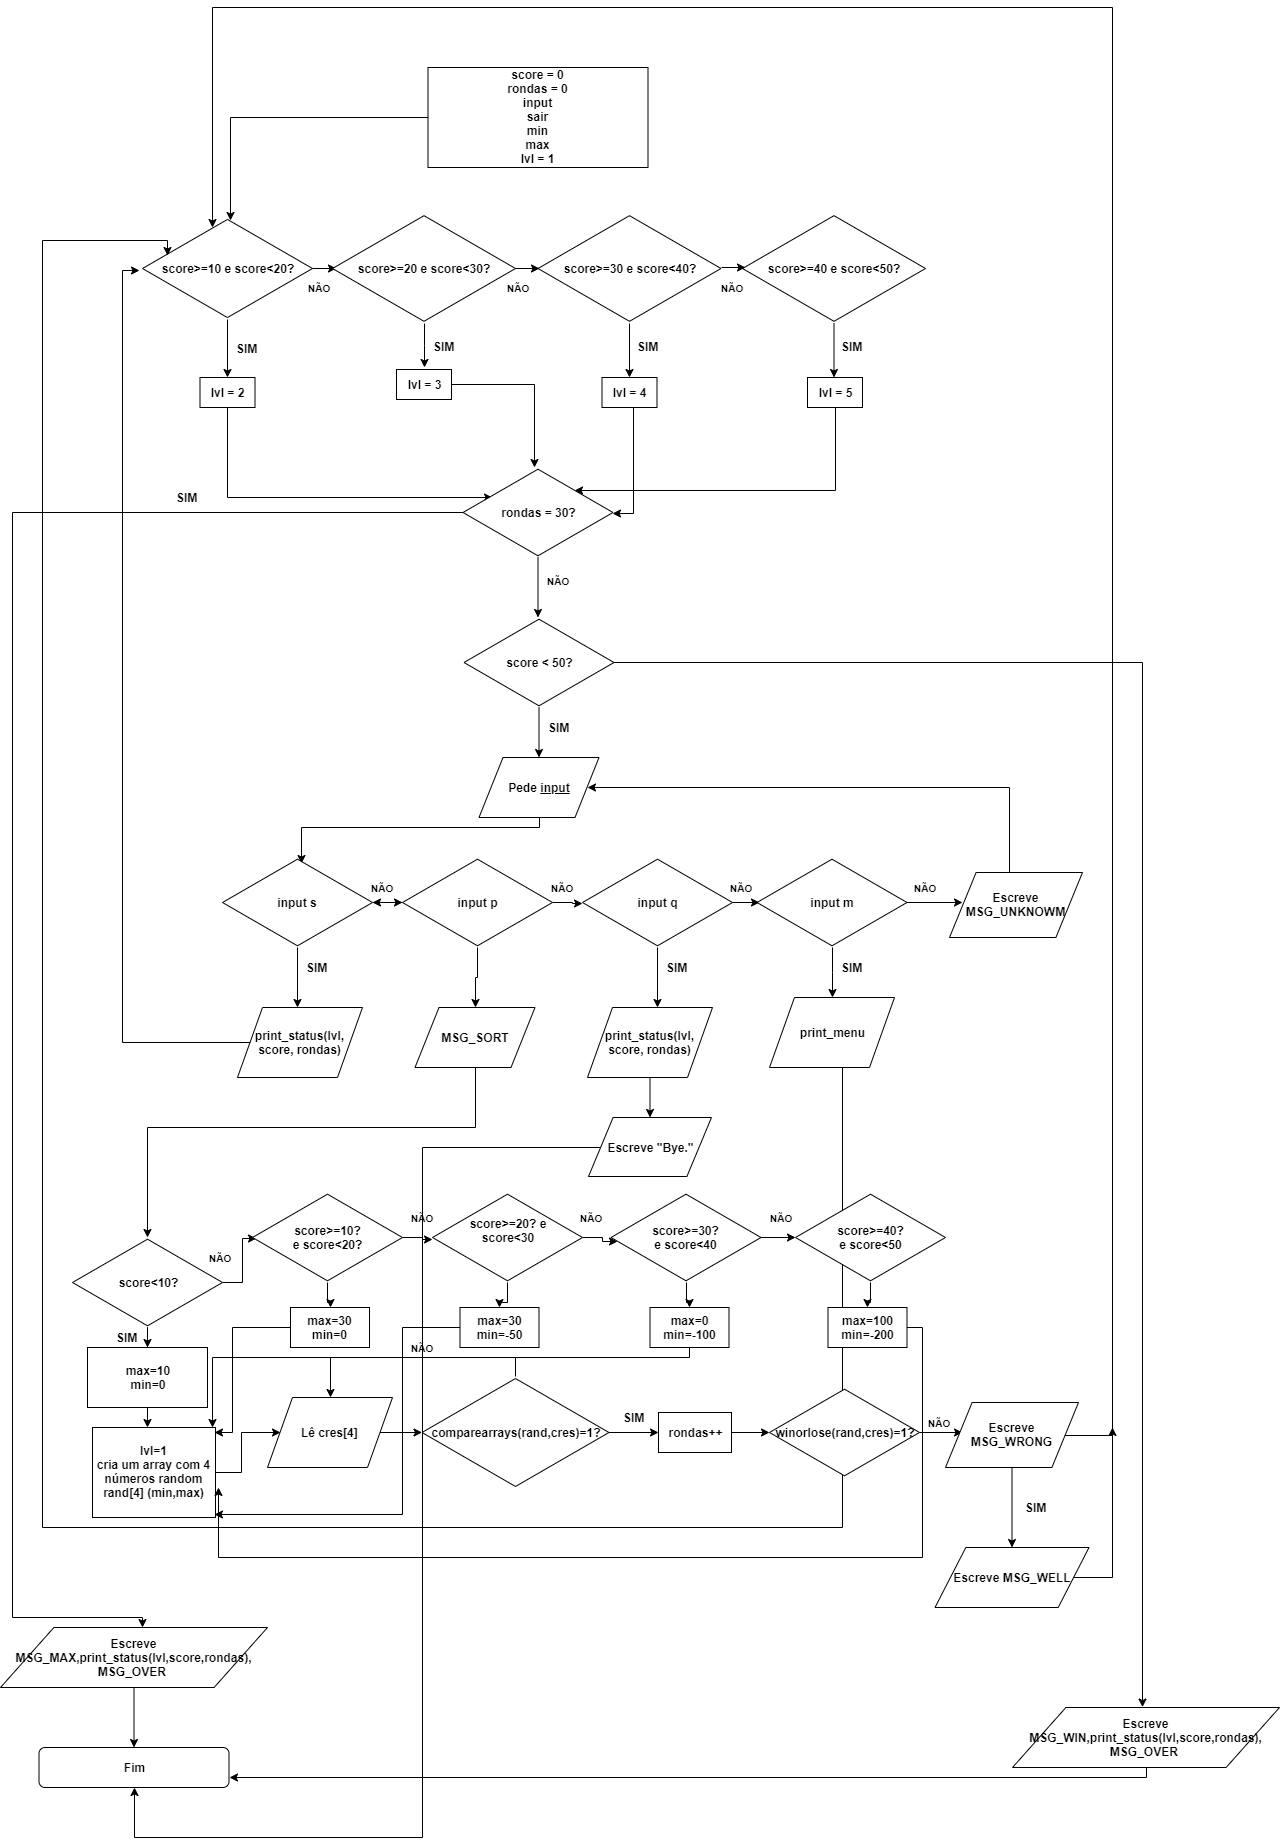 score = 0
rondas = 0
input
sair
min
max
lvl = 1
score>=10 e score<20?
score>=20 e score<30?
score>=30 e score<40?
score>=40 e score<50?
NÃO
NÃO
NÃO
SIM
SIM
SIM
SIM
lvl = 2
lvl = 3
lvl = 4
lvl = 5
SIM
rondas = 30?
NÃO
score < 50?
SIM
Pede input
input s
NÃO
input p
NÃO
input q
NÃO
input m
NÃO
Escreve
MSG_UNKNOWM
SIM
SIM
SIM
print_status(lvl,
score, rondas)
MSG_SORT
print_status(lvl,
score, rondas)
print_menu
Escreve "Bye."
score<10?
NÃO
score>=10?
e score<20?
NÃO
score>=20? e
score<30
NÃO
score>=30?
e score<40
NÃO
score>=40?
e score<50
SIM
max=10
min=0
max=30
min=0
max=30
min=-50
max=0
min=-100
max=100
min=-200
NÃO
lvl=1
cria um array com 4
números random
rand[4] (min,max)
Lê cres[4]
comparearrays(rand,cres)=1?
SIM
rondas++
winorlose(rand,cres)=1?
NÃO
Escreve
MSG_WRONG
SIM
Escreve MSG_WELL
Escreve
MSG_MAX,print_status(lvl,score,rondas),
MSG_OVER
Escreve
MSG_WIN,print_status(lvl,score,rondas),
MSG_OVER
Fim